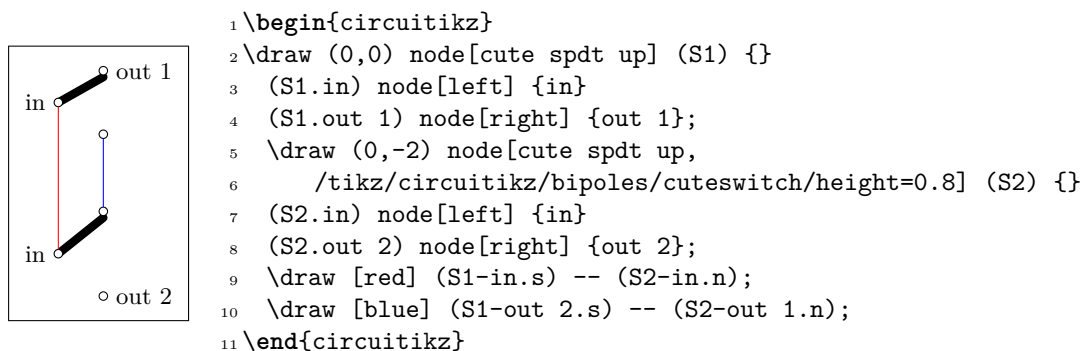 out 1
in
in
out 2
1 \begin{circuitikz}
2 \draw (0,0) node[cute spdt up] (S1) {}
3 (S1.in) node[left] {in}
4 (S1.out 1) node[right] {out 1};
5 \draw (0,-2) node[cute spdt up,
6 /tikz/circuitikz/bipoles/cuteswitch/height=0.8] (S2) {}
7 (S2.in) node[left] {in}
8 (S2.out 2) node[right] {out 2};
9 \draw [red] (S1-in.s) -- (S2-in.n);
10 \draw [blue] (S1-out 2.s) -- (S2-out 1.n);
11 \end{circuitikz}